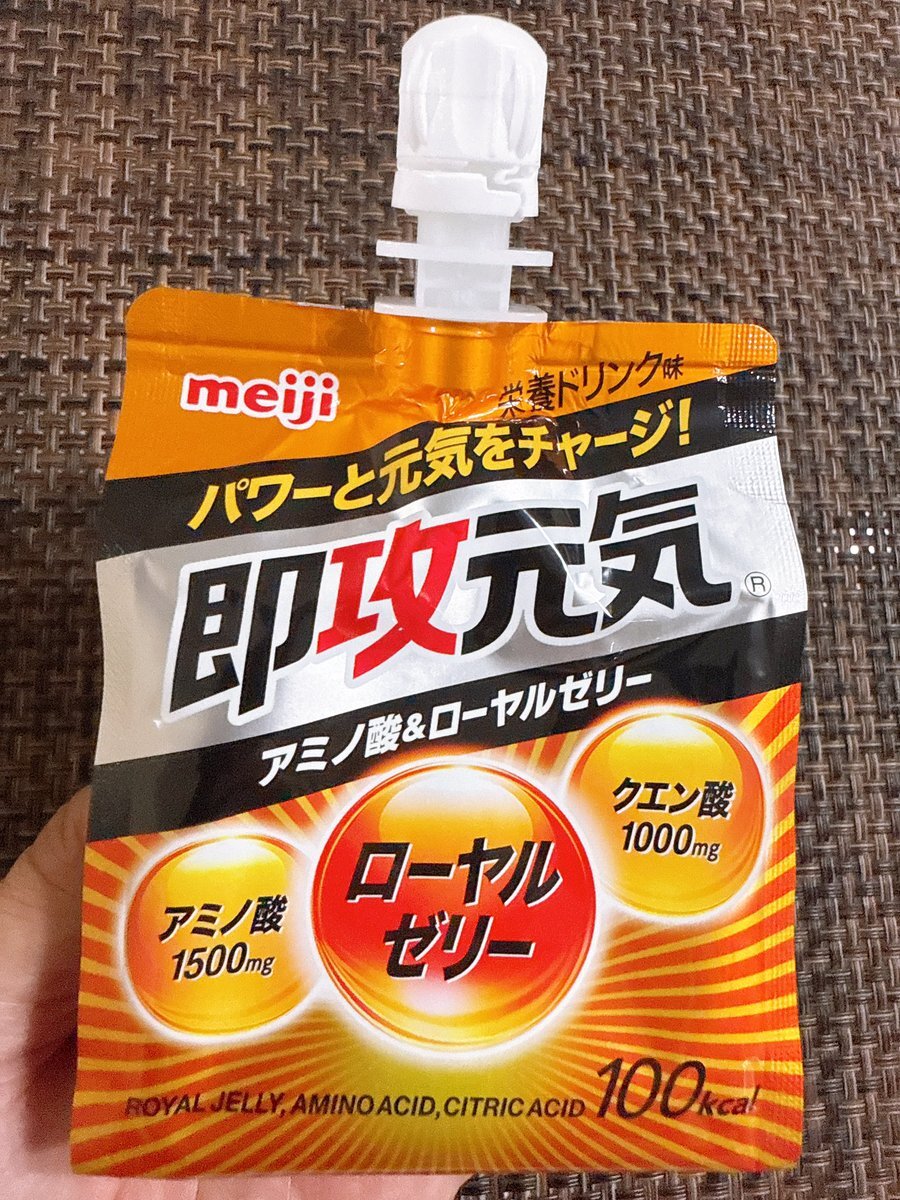 meiji
栄養ドリンク味
パワーと元気をチャージ!
即攻元気®
アミノ酸&ローヤルゼリー
クエン酸
1000mg
ローヤル
ゼリー
アミノ酸
1500mg
ROYAL JELLY, AMINO ACID, CITRIC ACID 100kcal